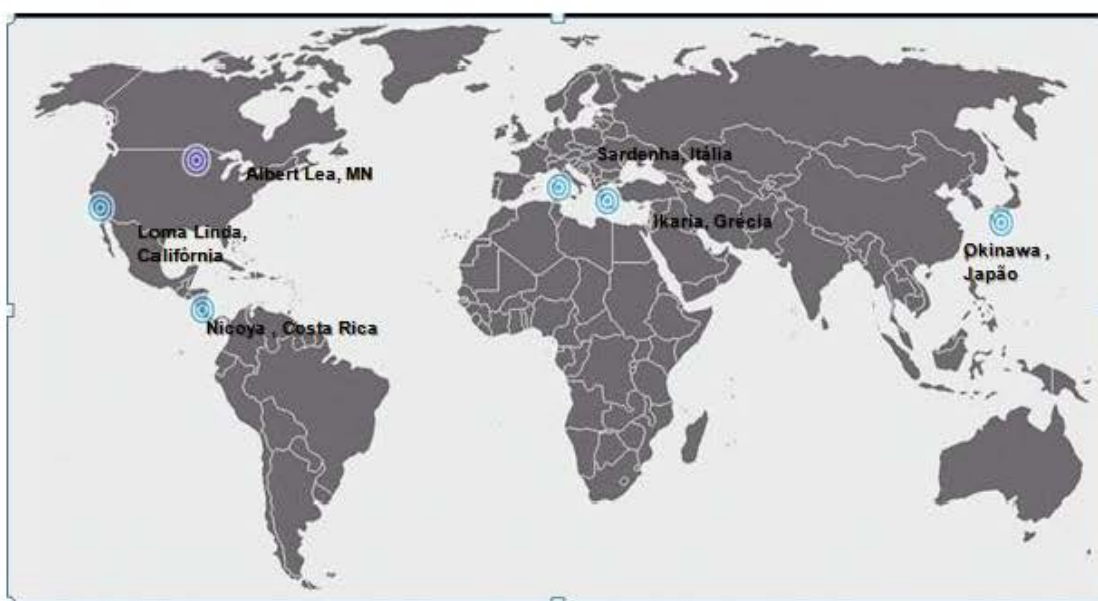 Sardenha, Itália
Albert Lea, MN
Ikaria, Grécia
Loma Linda,
Califórnia
Okinawa ,
Japão
Nicoya , Costa Rica